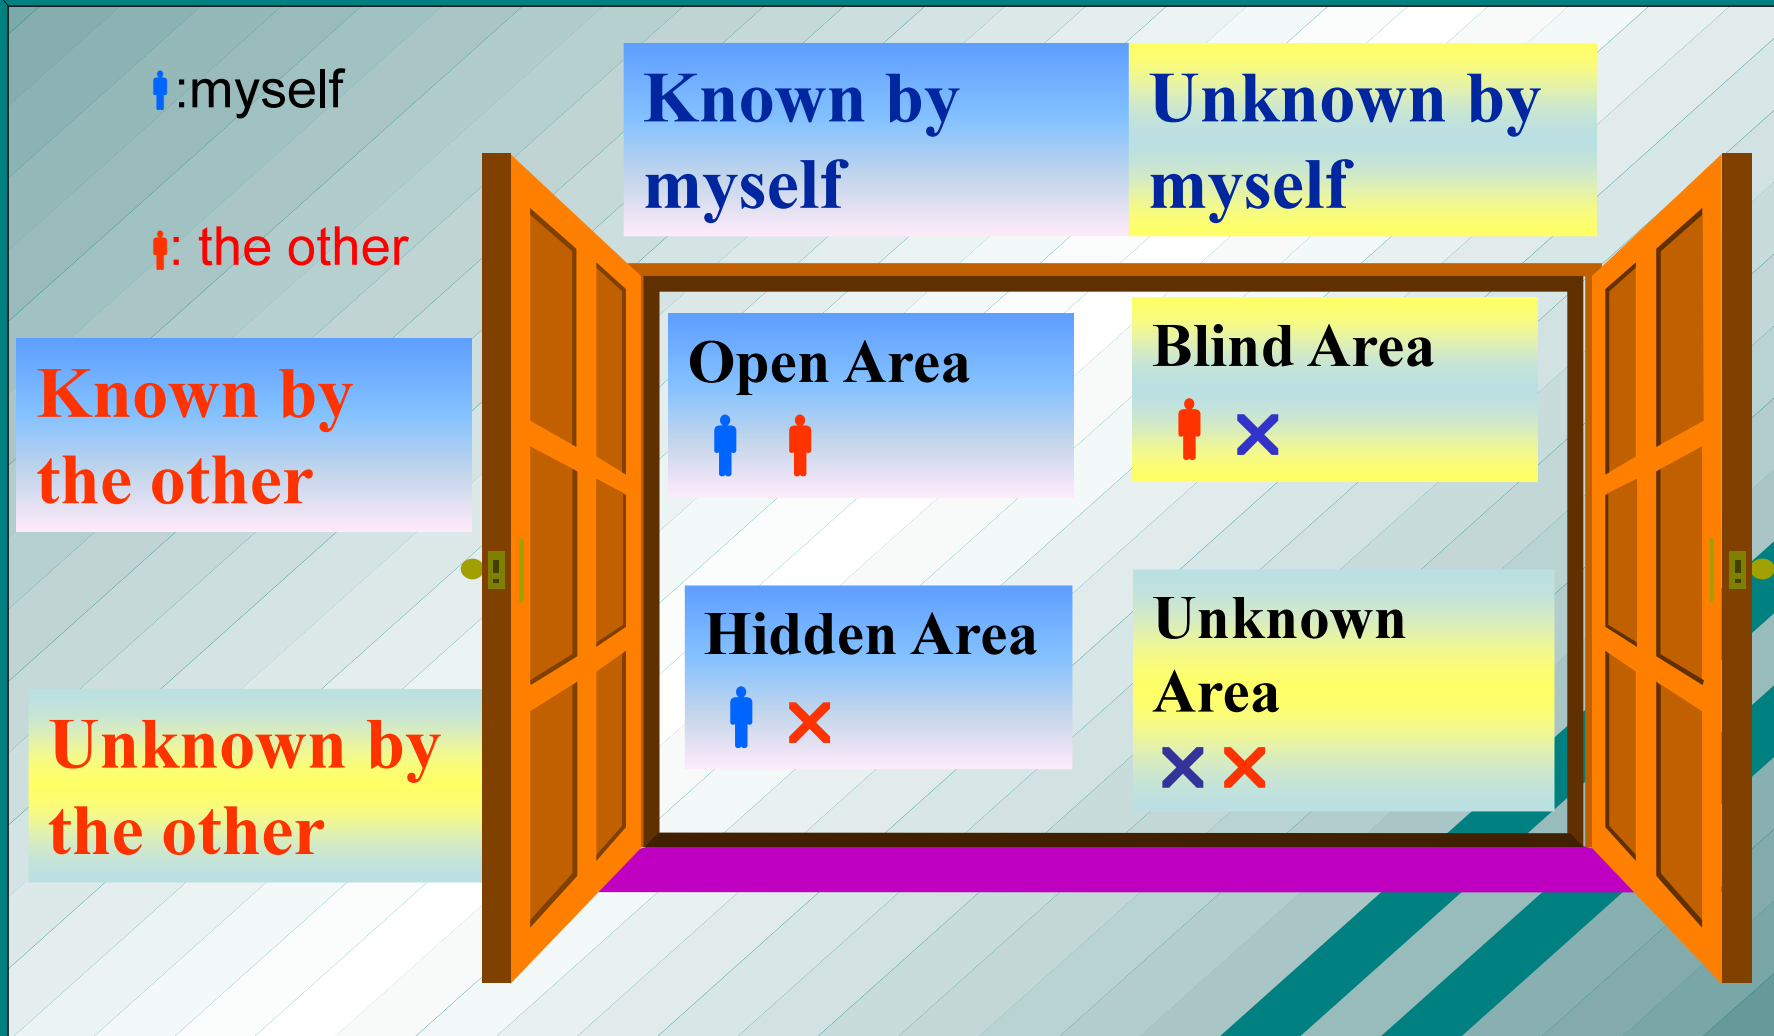 :myself
: the other
Known by
myself
Unknown by
myself
Known by
the other
Unknown by
the other
Open Area
Blind Area
Hidden Area
Unknown
Area